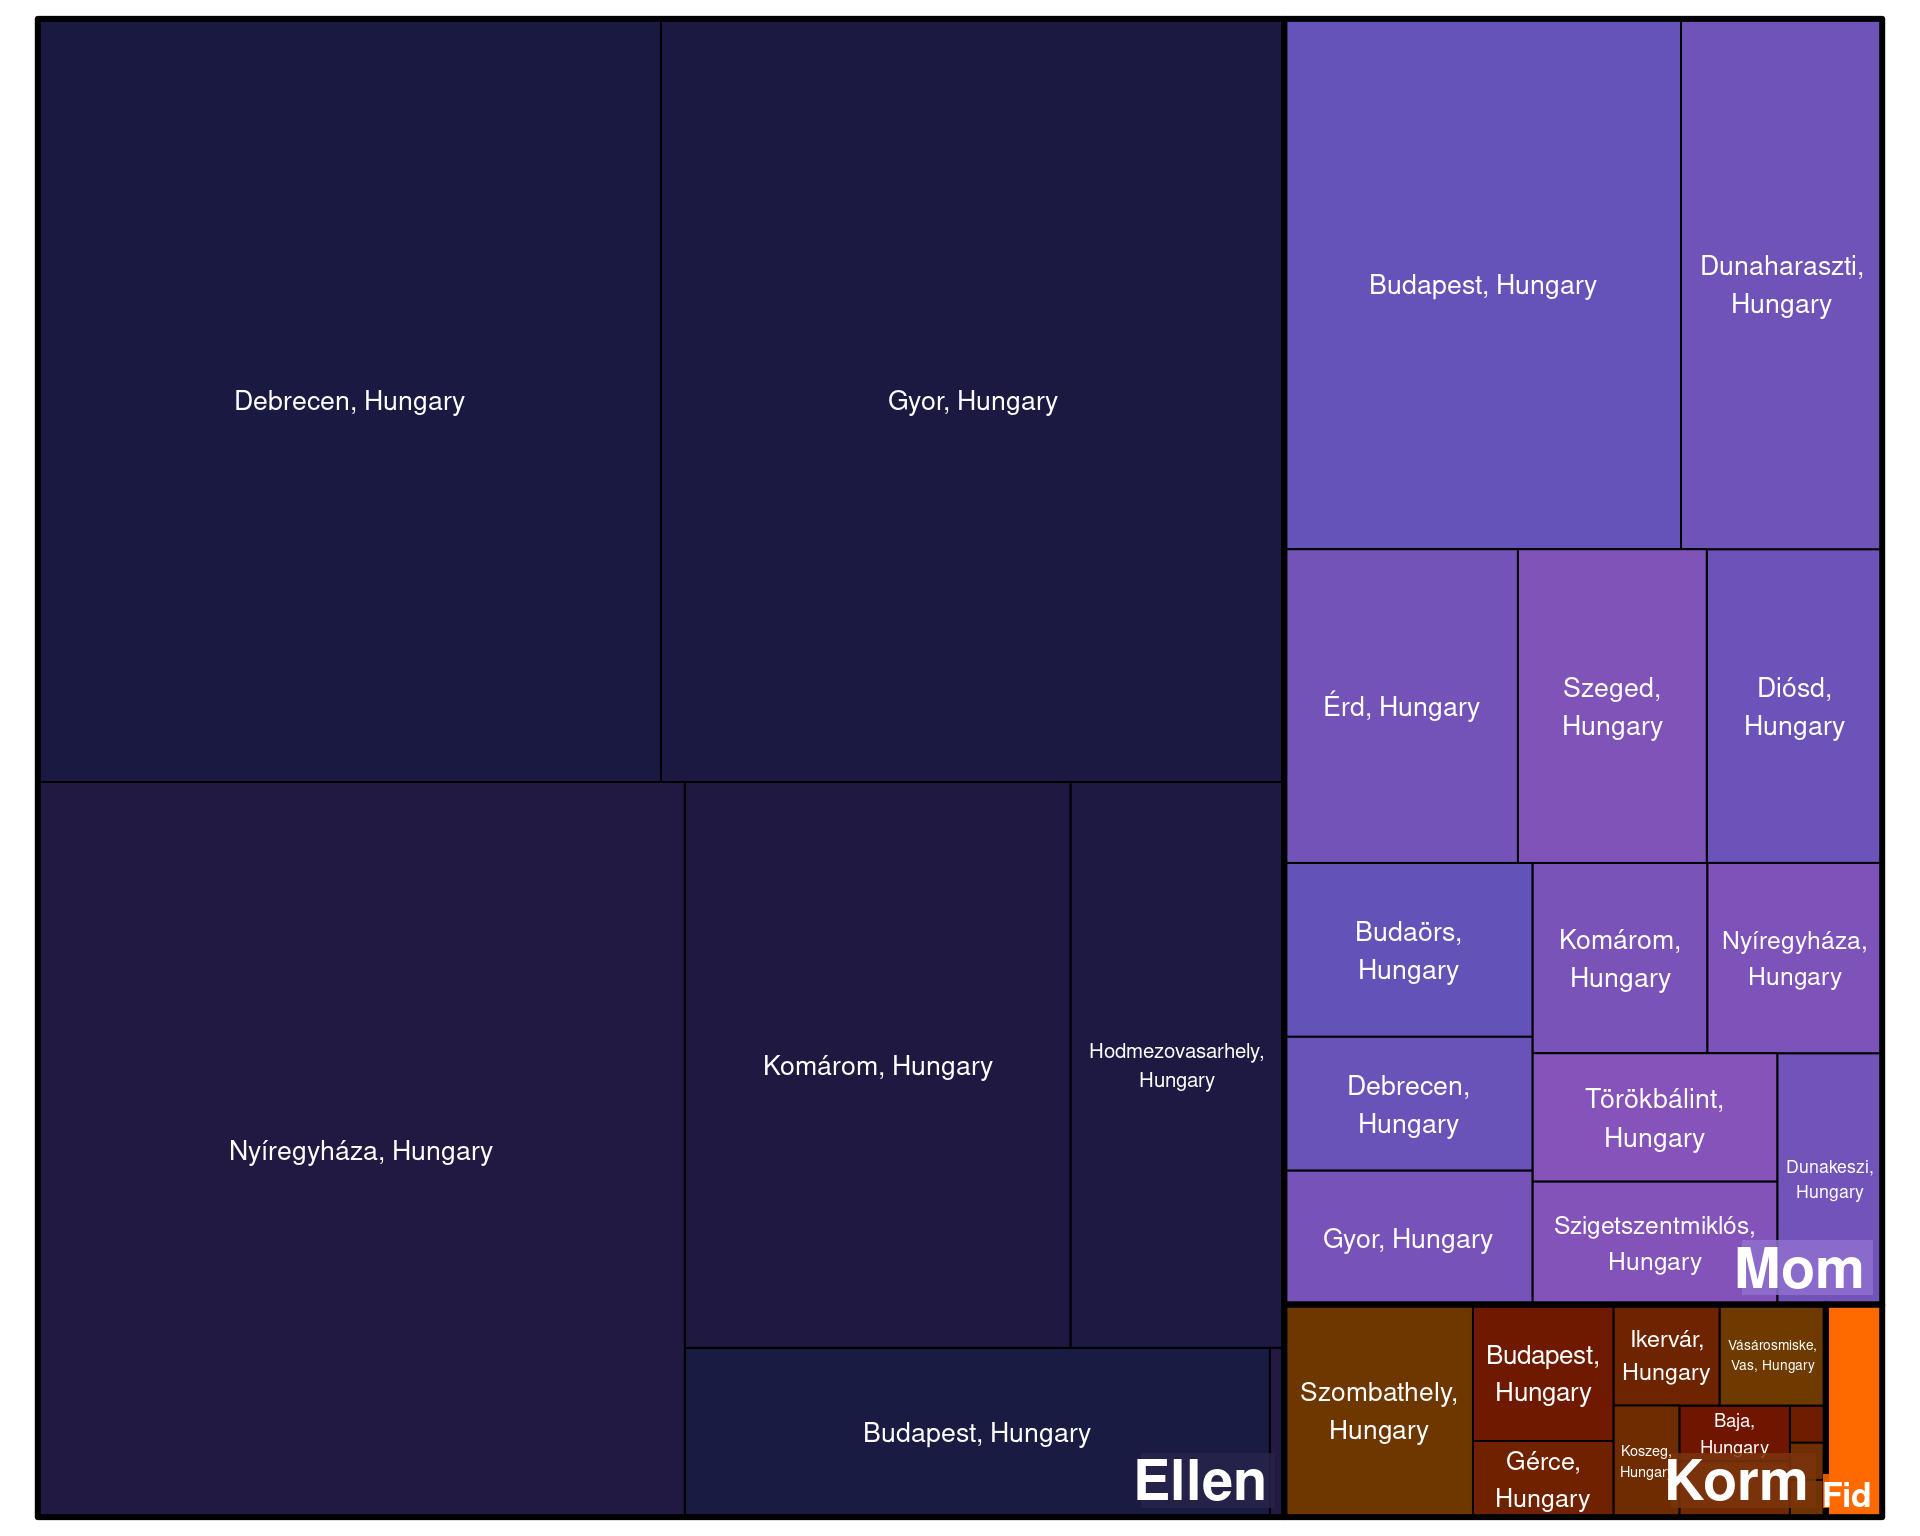 Debrecen, Hungary
Gyor, Hungary
Nyíregyháza, Hungary
Komárom, Hungary
Hodmezovasarhely,
Hungary
Budapest, Hungary
Ellen
Budapest, Hungary
Dunaharaszti,
Hungary
Érd, Hungary
Szeged,
Hungary
Diósd,
Hungary
Budaörs,
Hungary
Komárom,
Hungary
Nyíregyháza,
Hungary
Debrecen,
Hungary
Törökbálint,
Hungary
Dunakeszi,
Hungary
Gyor, Hungary
Szigetszentmiklós,
Hungary
Mom
Szombathely,
Hungary
Budapest,
Hungary
Gérce,
Hungary
Ikervár,
Hungary
Vásárosmiske,
Vas, Hungary
Koszeg,
Hungary
Baja,
Hungary
Korm
Fid